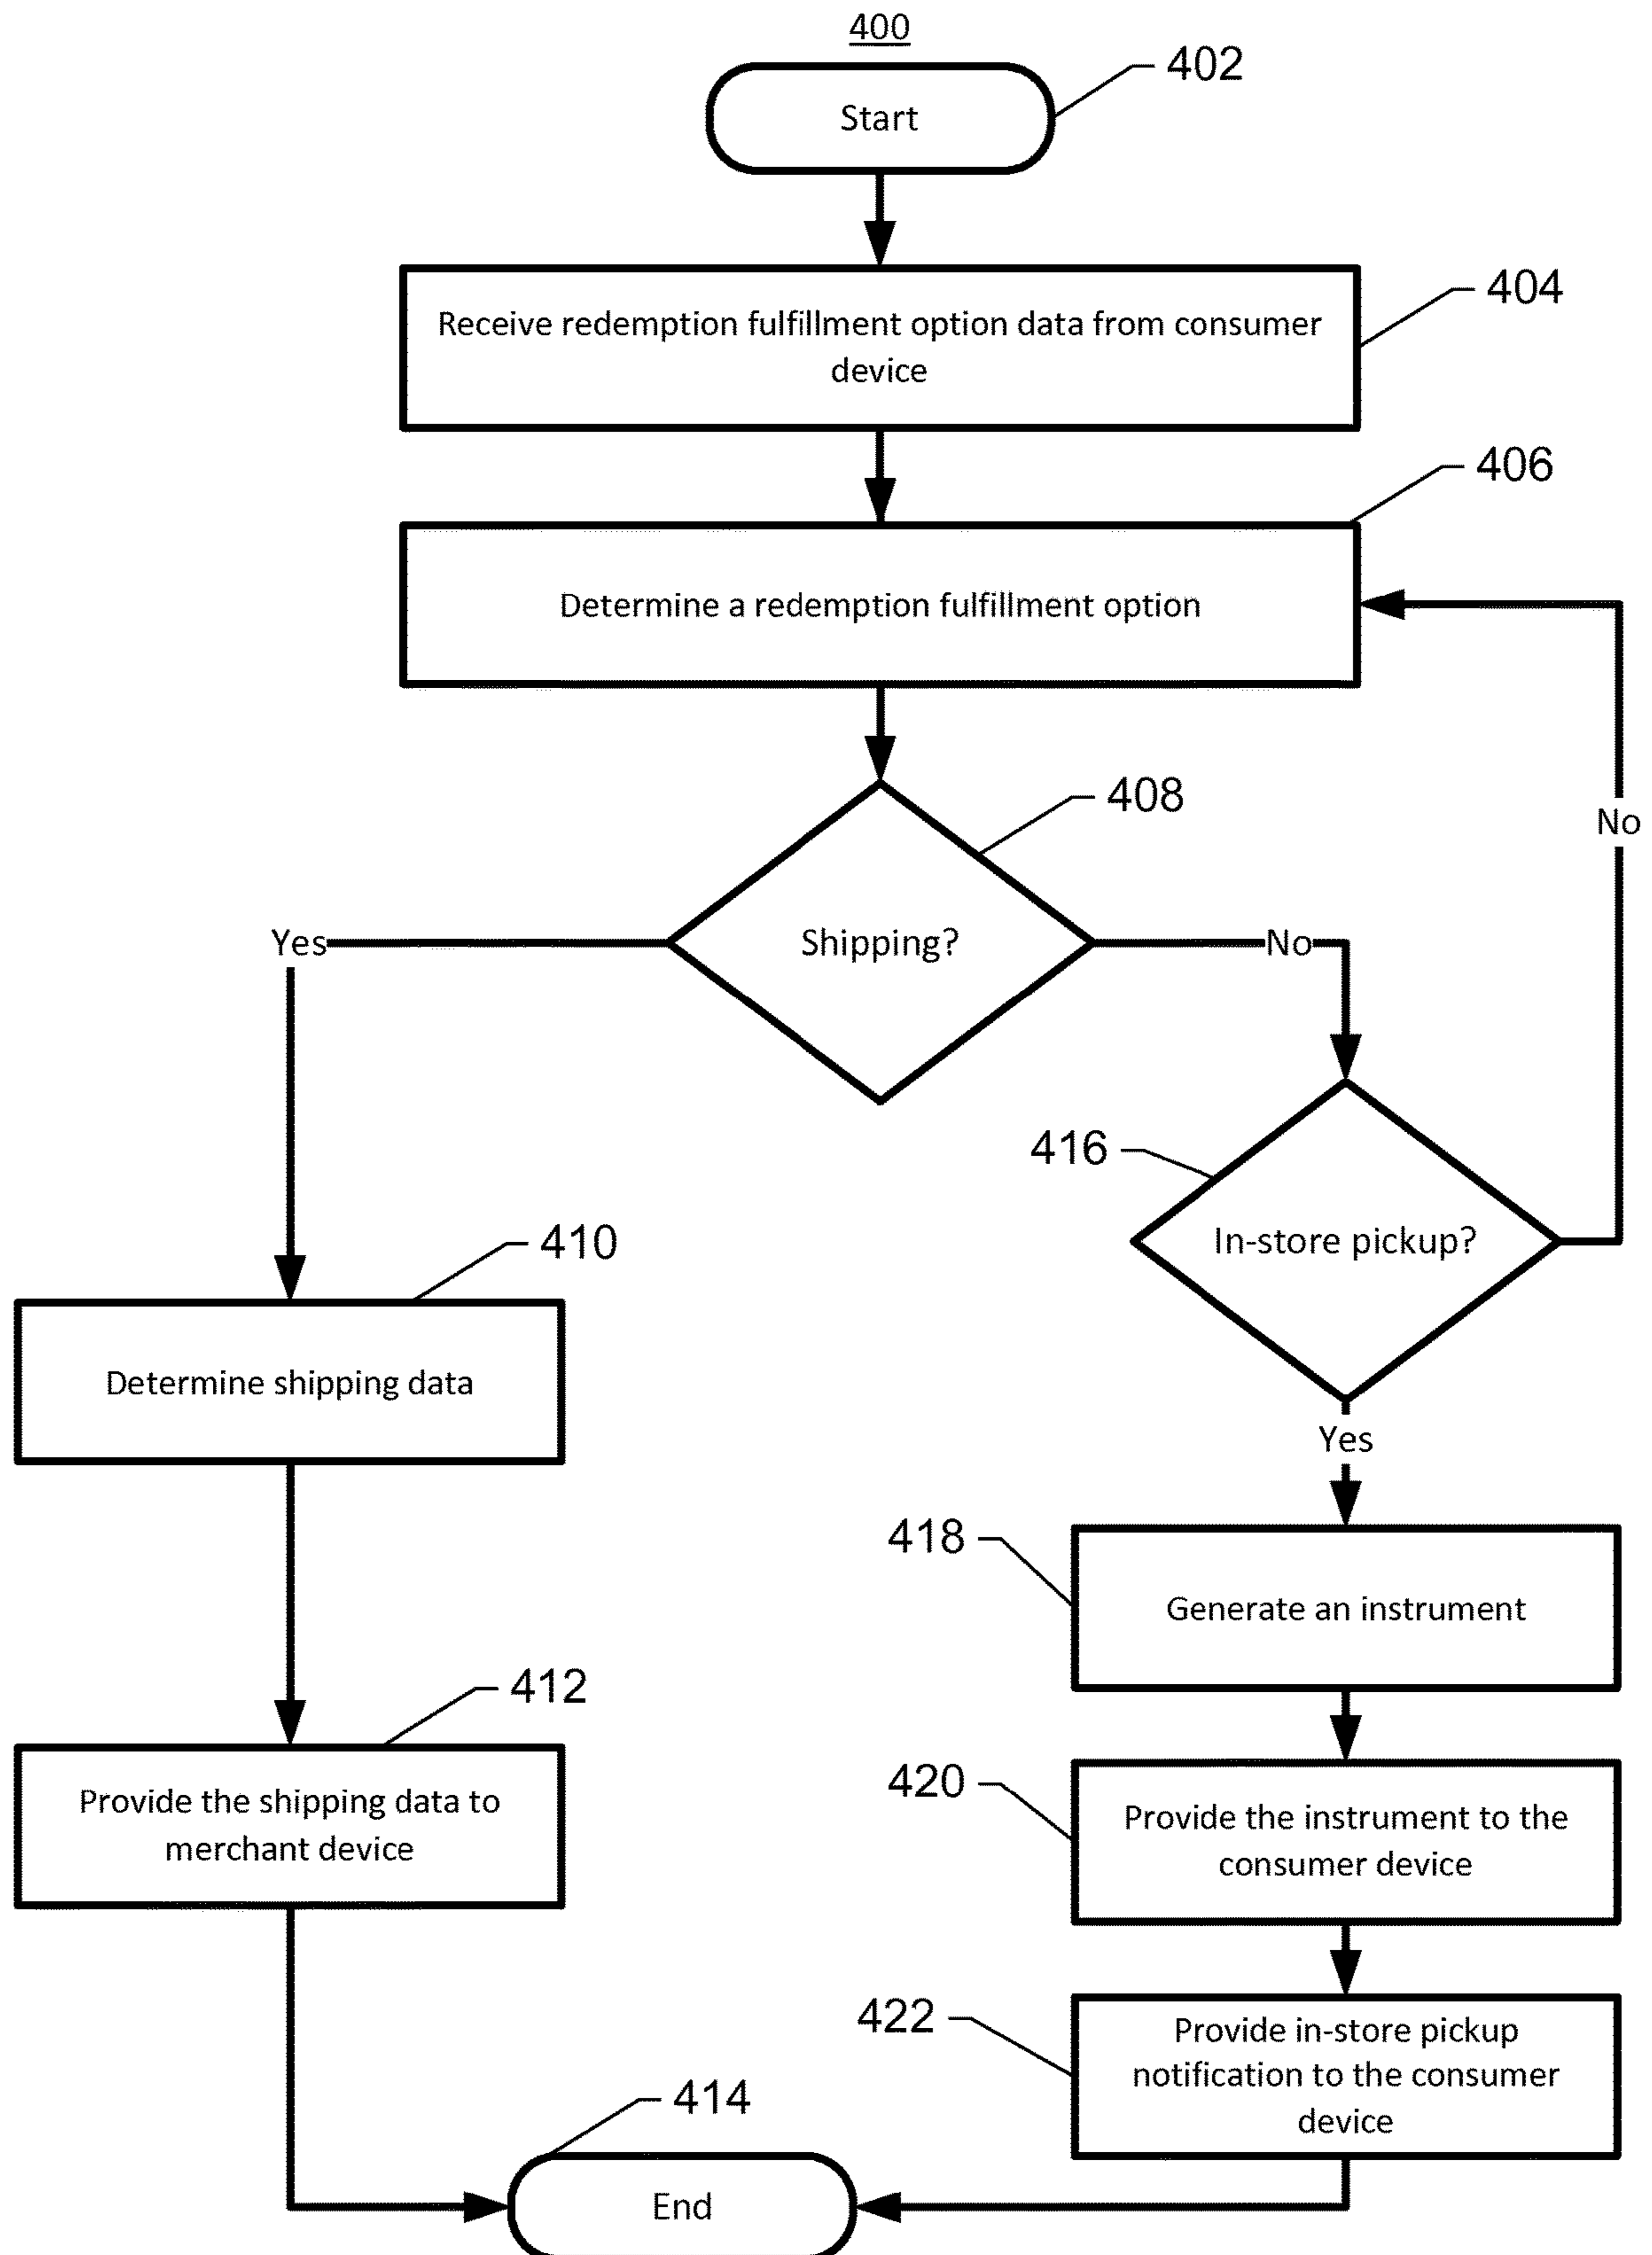 400
402
Start
404
Receive redemption fulfillment option data from consumer
device
406
Determine a redemption fulfillment option
408
No
Shipping?
Yes
No
416
In-store pickup?
410
Determine shipping data
Yes
418
Generate an instrument
412
Provide the shipping data to
merchant device
420
Provide the instrument to the
consumer device
422
Provide in-store pickup
notification to the consumer
device
414
End